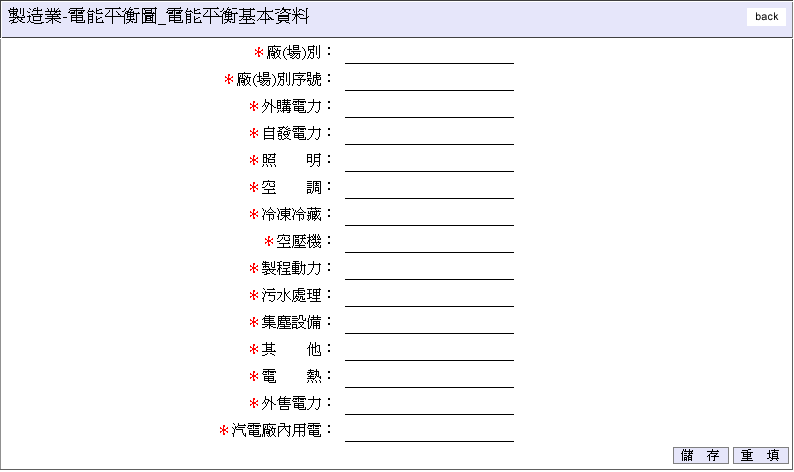 製造業-電能平衡圖_電能平衡基本資料
back
*廠(場)別：
*廠(場)別序號：
*外購電力：
*自發電力：
*照　　明：
*空　　調：
*冷凍冷藏：
*空壓機：
*製程動力：
*污水處理：
*集塵設備：
*其　　他：
*電　　熱：
*外售電力：
*汽電廠內用電：
儲　存 重　填